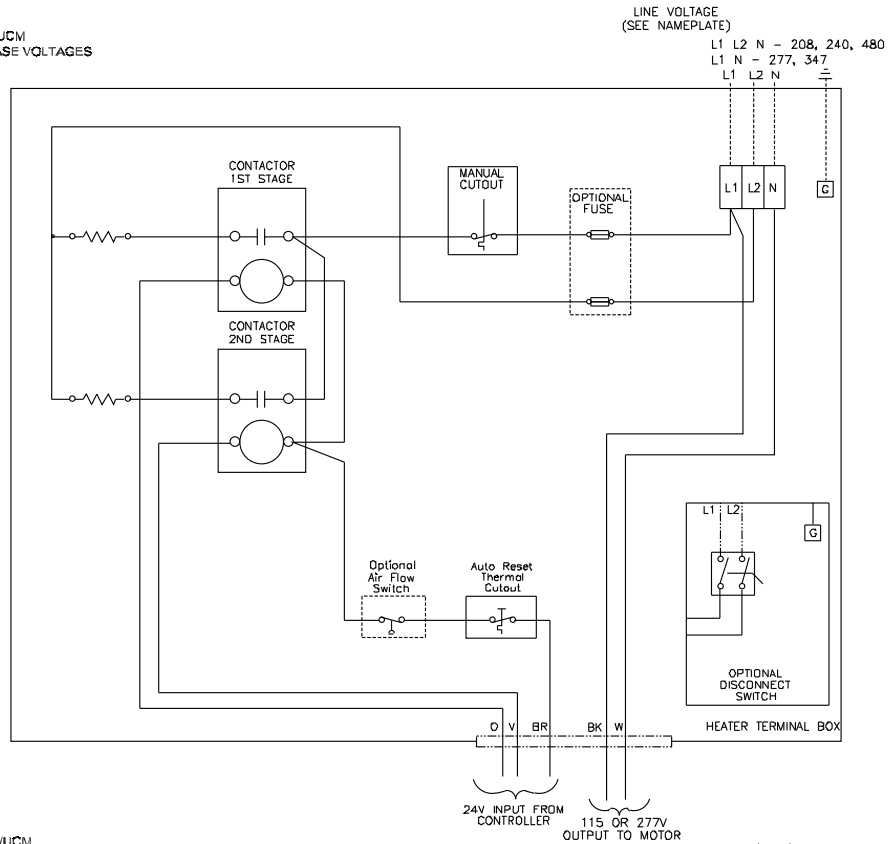 LINE VOLTAGE
(SEE NAMEPLATE)
UCM
ASE VOLTAGES
L1 L2 N - 208, 240, 480
L1 N - 277, 347
L1 L2 N
CONTACTOR
1ST STAGE
MANUAL
CUTOUT
OPTIONAL
FUSE
L1 L2 N
G
CONTACTOR
2ND STAGE
L1 L2
G
Optional
Air Flow
Switch
Auto Reset
Thermal
Cutout
OPTIONAL
DISCONNECT
SWITCH
O V BR BK W
HEATER TERMINAL BOX
24V INPUT FROM
CONTROLLER
115 OR 277V
OUTPUT TO MOTOR